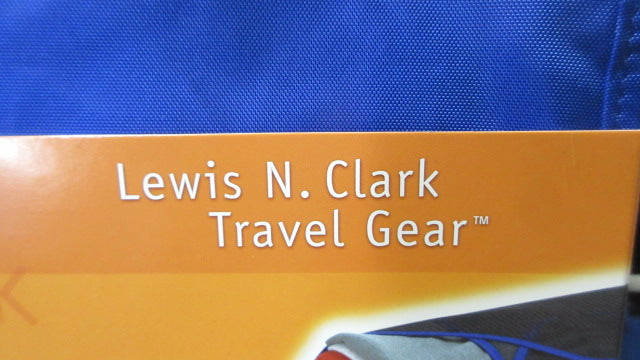 Lewis N. Clark
Travel Gear™